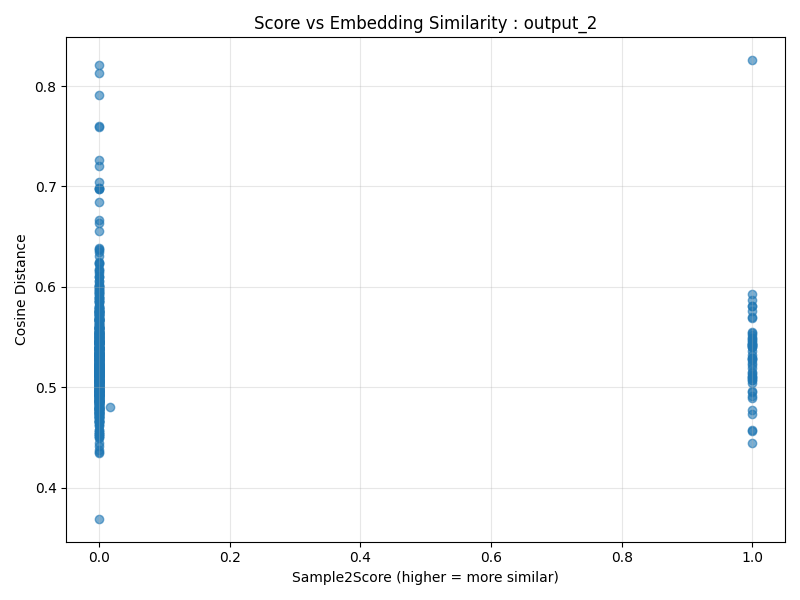 Score vs Embedding Similarity : output_2
Cosine Distance
0.8
0.7
0.6
0.5
0.4
0.0 0.2 0.4 0.6 0.8 1.0
Sample2Score (higher = more similar)